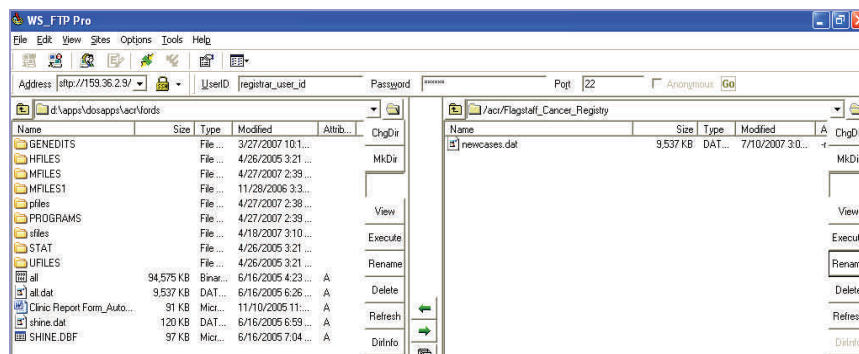 WS_FTP Pro
File Edit View Sites Options Tools Help
Address sftp://159.36.2.9/ UserID registrar_user_id Password ******* Port 22 Anonymous Go
d:\apps\dosapps\acr\fords
Name Size Type Modified Attrib...
GENEDITS File ... 3/27/2007 10:1...
HFILES File ... 4/26/2005 3:21 ...
MFILES File ... 4/27/2007 2:39 ...
MFILES1 File ... 11/28/2006 3:3...
pfiles File ... 4/27/2007 2:38 ...
PROGRAMS File ... 4/27/2007 2:39 ...
sfiles File ... 4/18/2007 3:10 ...
STAT File ... 4/26/2005 3:21 ...
UFILES File ... 4/26/2005 3:21 ...
all 94,575 KB Binar... 6/16/2005 4:23 ... A
all.dat 9,537 KB DAT... 6/16/2005 6:26 ... A
Clinic Report Form_Auto... 91 KB Micr... 11/10/2005 11:... A
shine.dat 120 KB DAT... 6/16/2005 6:59 ... A
SHINE.DBF 97 KB Micr... 6/16/2005 7:04 ... A
ChgDir
MkDir
View
Execute
Rename
Delete
Refresh
DirInfo
/acr/Flagstaff_Cancer_Registry
Name Size Type Modified A
newcases.dat 9,537 KB DAT... 7/10/2007 3:0... -r
ChgDi
MkDi
View
Execut
Renam
Delete
Refres
DirInf